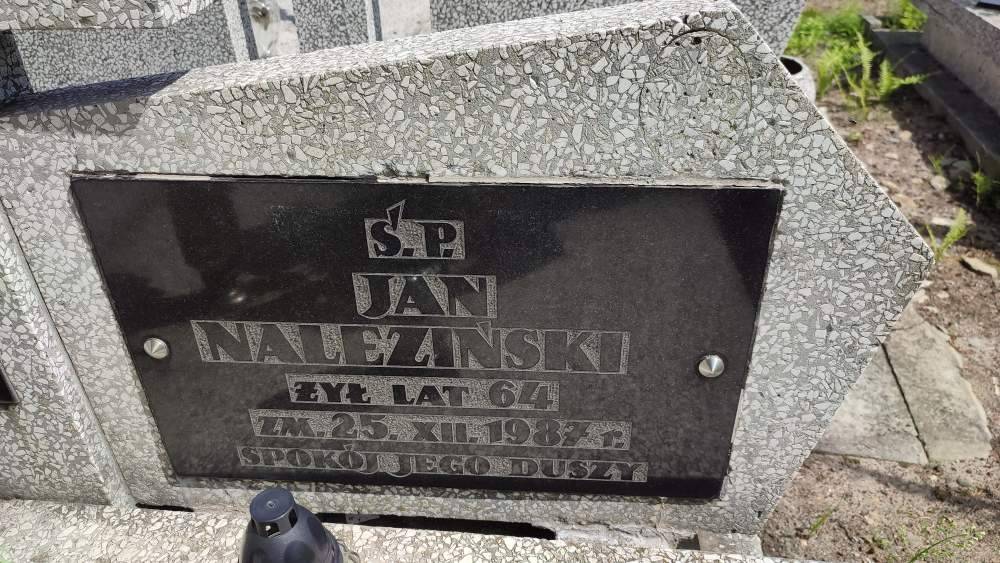 Ś.P.
JAN
NALEZIŃSKI
ŻYŁ LAT 64
ZM. 25. XII. 1987 r.
SPOKÓJ JEGO DUSZY